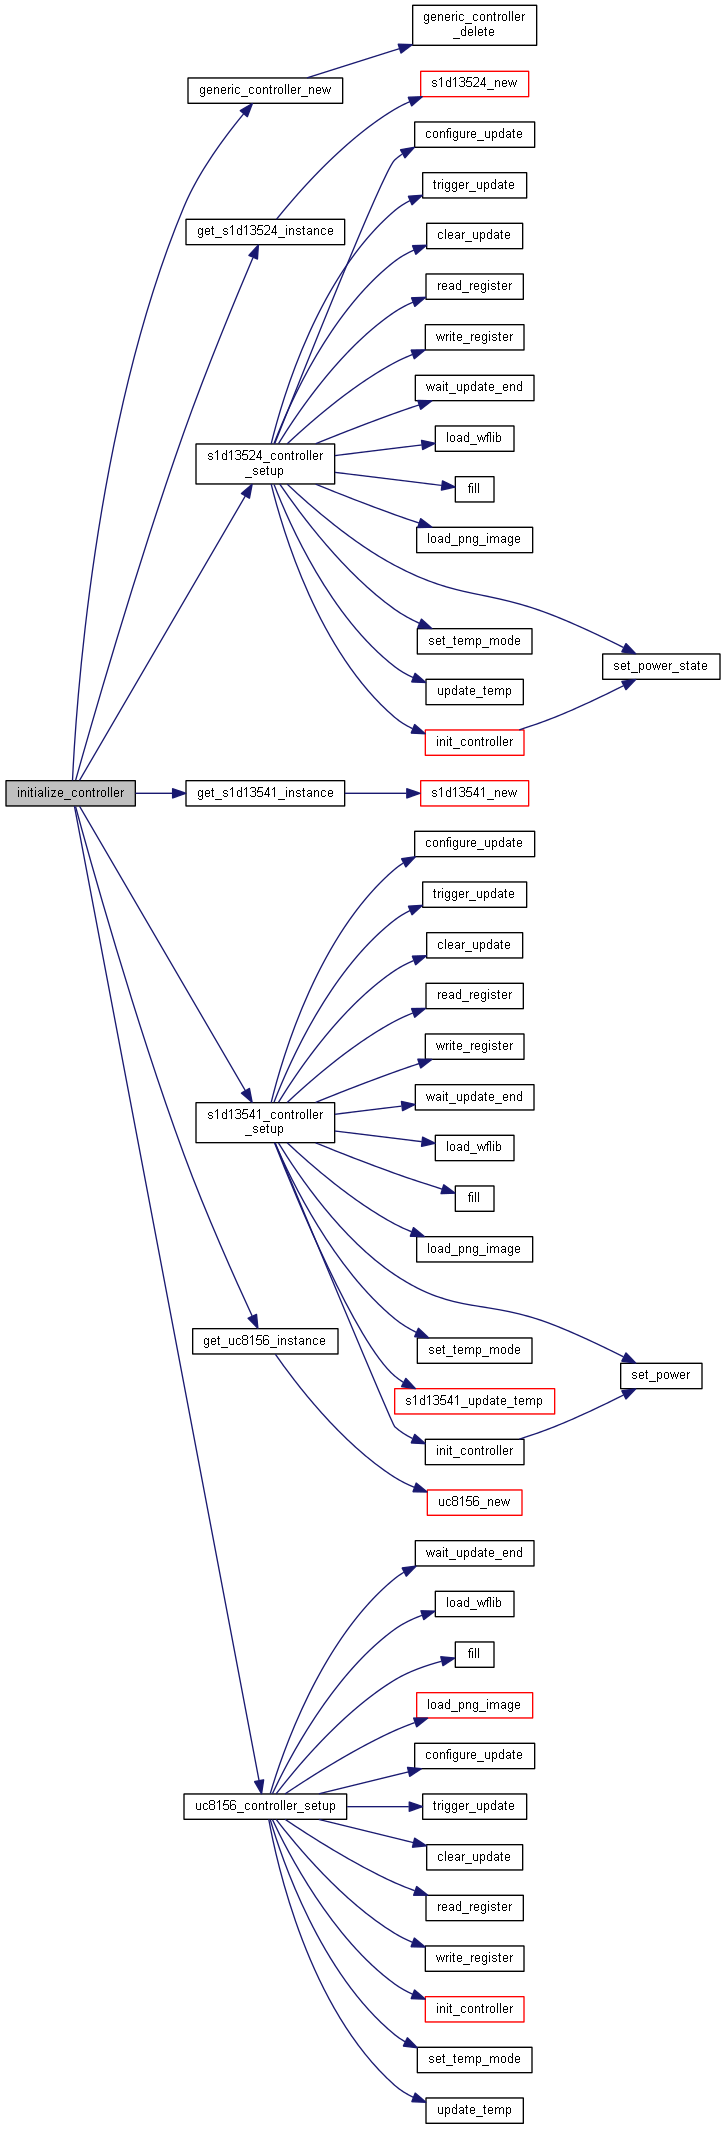 generic_controller
_delete
generic_controller_new
s1d13524_new
configure_update
trigger_update
get_s1d13524_instance
clear_update
read_register
write_register
wait_update_end
load_wflib
s1d13524_controller
_setup
fill
load_png_image
set_temp_mode
set_power_state
update_temp
init_controller
initialize_controller
get_s1d13541_instance
s1d13541_new
configure_update
trigger_update
clear_update
read_register
write_register
wait_update_end
s1d13541_controller
_setup
load_wflib
fill
load_png_image
get_uc8156_instance
set_temp_mode
set_power
s1d13541_update_temp
init_controller
uc8156_new
wait_update_end
load_wflib
fill
load_png_image
configure_update
uc8156_controller_setup
trigger_update
clear_update
read_register
write_register
init_controller
set_temp_mode
update_temp